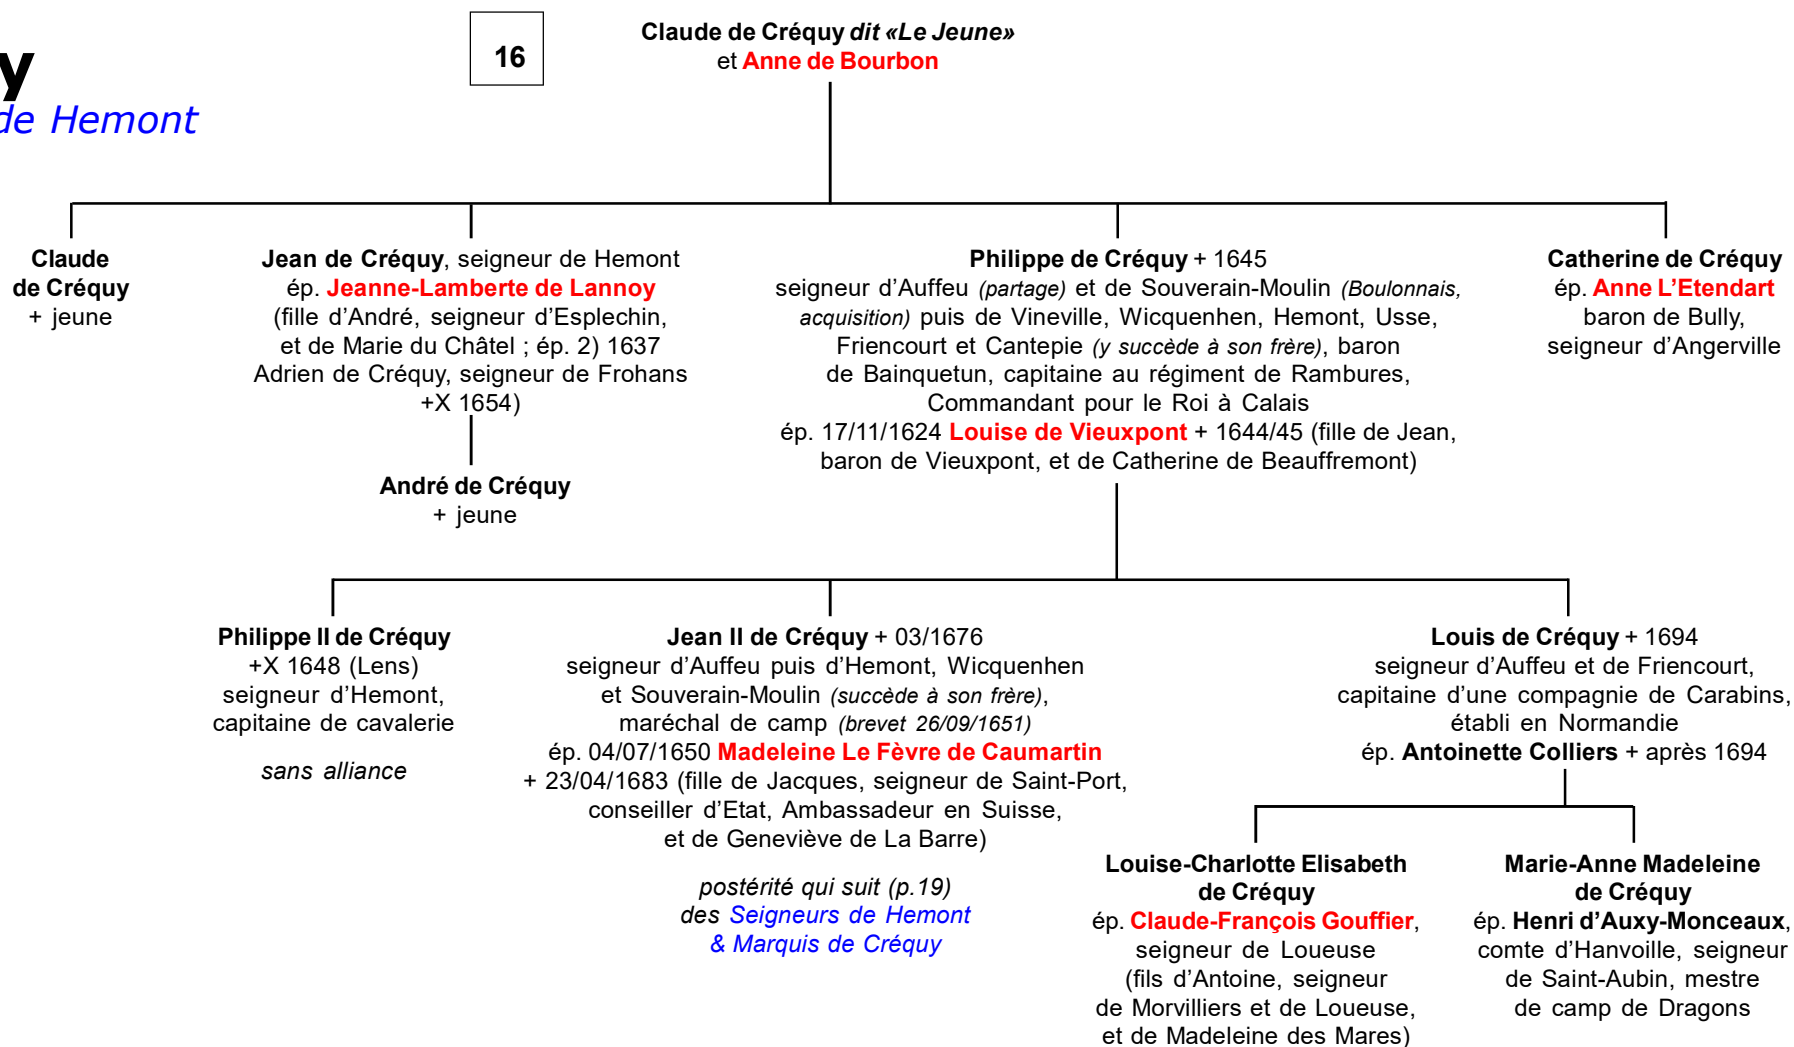 y
de Hemont
16
Claude de Créquy dit «Le Jeune»
et Anne de Bourbon
Claude
de Créquy
+ jeune
Jean de Créquy, seigneur de Hemont
ép. Jeanne-Lamberte de Lannoy
(fille d’André, seigneur d’Esplechin,
et de Marie du Châtel ; ép. 2) 1637
Adrien de Créquy, seigneur de Frohans
+X 1654)
André de Créquy
+ jeune
Philippe de Créquy + 1645
seigneur d’Auffeu (partage) et de Souverain-Moulin (Boulonnais,
acquisition) puis de Vineville, Wicquenhen, Hemont, Usse,
Friencourt et Cantepie (y succède à son frère), baron
de Bainquetun, capitaine au régiment de Rambures,
Commandant pour le Roi à Calais
ép. 17/11/1624 Louise de Vieuxpont + 1644/45 (fille de Jean,
baron de Vieuxpont, et de Catherine de Beauffremont)
Catherine de Créquy
ép. Anne L’Etendart
baron de Bully,
seigneur d’Angerville
Philippe II de Créquy
+X 1648 (Lens)
seigneur d’Hemont,
capitaine de cavalerie
sans alliance
Jean II de Créquy + 03/1676
seigneur d’Auffeu puis d’Hemont, Wicquenhen
et Souverain-Moulin (succède à son frère),
maréchal de camp (brevet 26/09/1651)
ép. 04/07/1650 Madeleine Le Fèvre de Caumartin
+ 23/04/1683 (fille de Jacques, seigneur de Saint-Port,
conseiller d’Etat, Ambassadeur en Suisse,
et de Geneviève de La Barre)
postérité qui suit (p.19)
des Seigneurs de Hemont
& Marquis de Créquy
Louis de Créquy + 1694
seigneur d’Auffeu et de Friencourt,
capitaine d’une compagnie de Carabins,
établi en Normandie
ép. Antoinette Colliers + après 1694
Louise-Charlotte Elisabeth
de Créquy
ép. Claude-François Gouffier,
seigneur de Loueuse
(fils d’Antoine, seigneur
de Morvilliers et de Loueuse,
et de Madeleine des Mares)
Marie-Anne Madeleine
de Créquy
ép. Henri d’Auxy-Monceaux,
comte d’Hanvoille, seigneur
de Saint-Aubin, mestre
de camp de Dragons